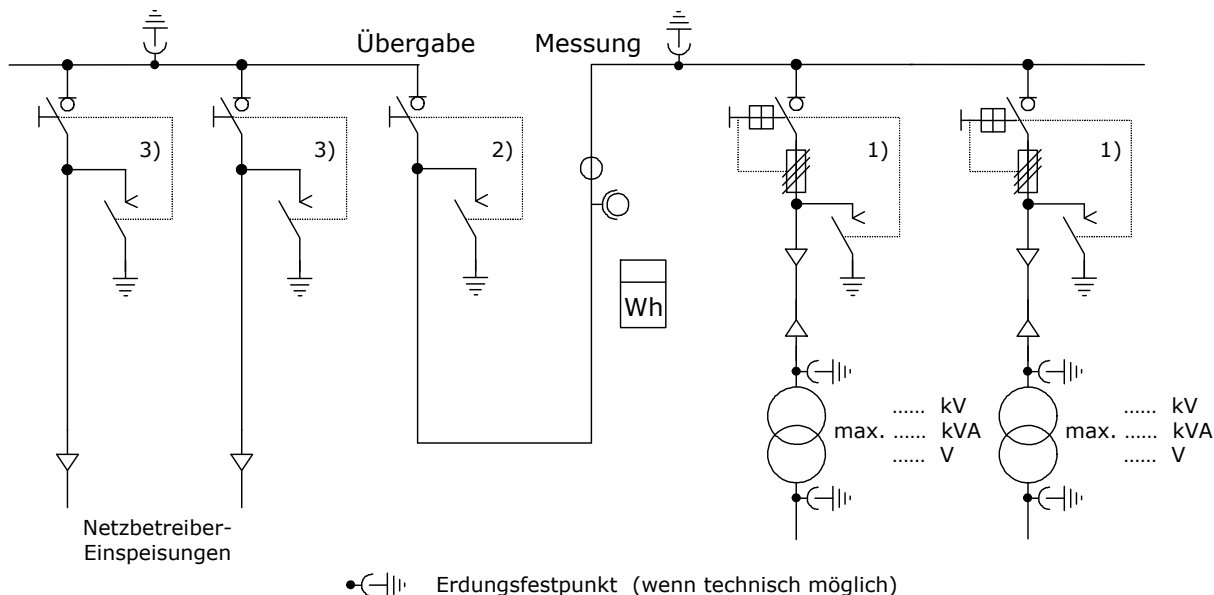 Übergabe
Messung
3)
3)
2)
1)
1)
Wh
...... kV
max. ...... kVA
...... V
...... kV
max. ...... kVA
...... V
Netzbetreiber-
Einspeisungen
Erdungsfestpunkt (wenn technisch möglich)